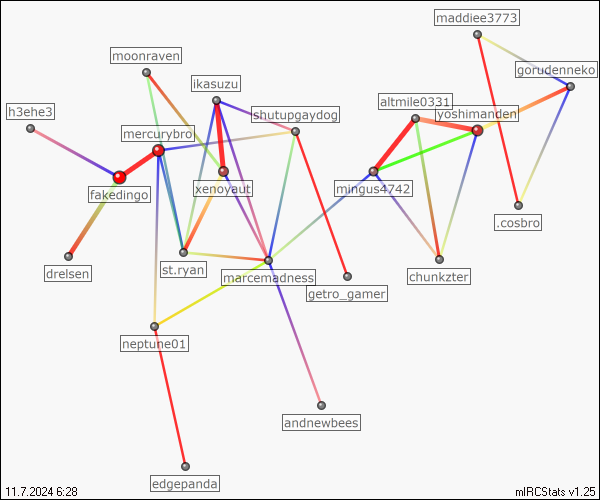 maddiee3773
moonraven
gorudenneko
ikasuzu
altmile0331
h3ehe3
shutupgaydog
yoshimanden
mercurybro
fakedingo
xenoyaut
mingus4742
.cosbro
drelsen
st.ryan
marcemadness
chunkzter
getro_gamer
neptune01
andnewbees
edgepanda
11.7.2024 6:28
mIRCStats v1.25